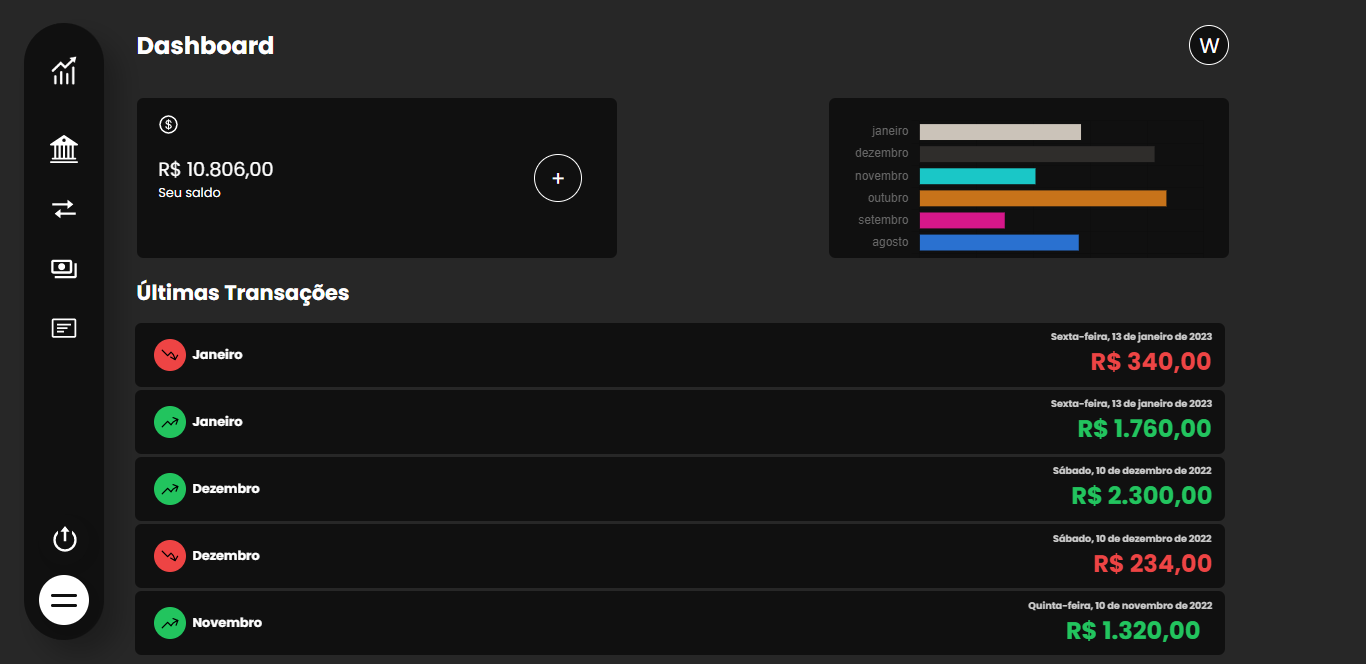 Dashboard
W
$
R$ 10.806,00
Seu saldo
+
janeiro
dezembro
novembro
outubro
setembro
agosto
Últimas Transações
Janeiro
Sexta-feira, 13 de janeiro de 2023
R$ 340,00
Janeiro
Sexta-feira, 13 de janeiro de 2023
R$ 1.760,00
Dezembro
Sábado, 10 de dezembro de 2022
R$ 2.300,00
Dezembro
Sábado, 10 de dezembro de 2022
R$ 234,00
Novembro
Quinta-feira, 10 de novembro de 2022
R$ 1.320,00